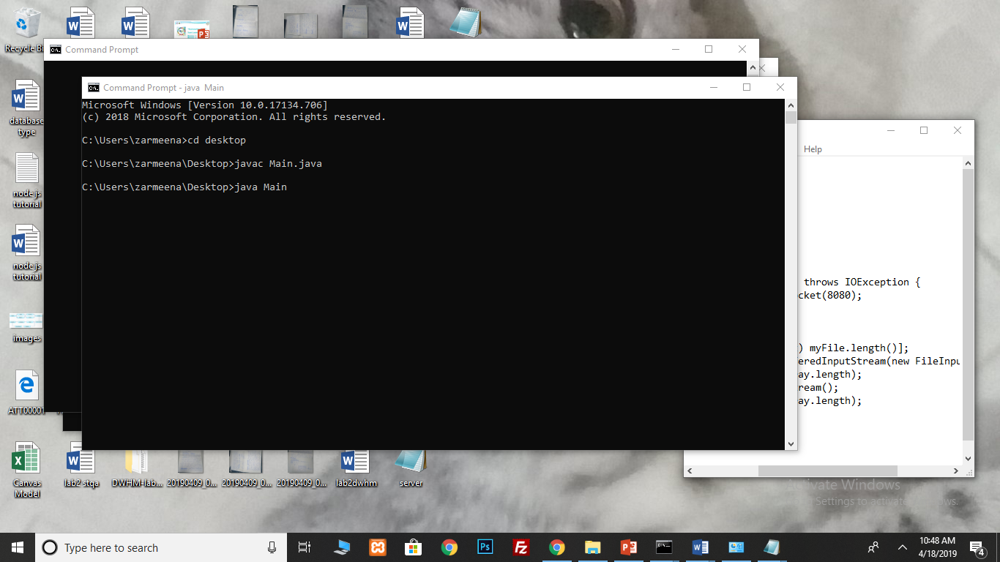 Recycle Bi
Command Prompt
Command Prompt - java Main
Microsoft Windows [Version 10.0.17134.706]
(c) 2018 Microsoft Corporation. All rights reserved.
C:\Users\zarmeena>cd desktop
C:\Users\zarmeena\Desktop>javac Main.java
C:\Users\zarmeena\Desktop>java Main
database
type
node js
tutorial
node js
tutorial
images
ATT00001
Help
throws IOException {
cket(8080);
) myFile.length()];
eredInputStream(new FileInpu
ay.length);
ream();
ay.length);
Canvas
Model
lab2 stqa
DWHM-lab...
20190409_0...
20190409_0...
20190409_0...
lab2dwhm
server
Activate Windows
Settings to activate Windows.
Type here to search
10:48 AM
4/18/2019
4